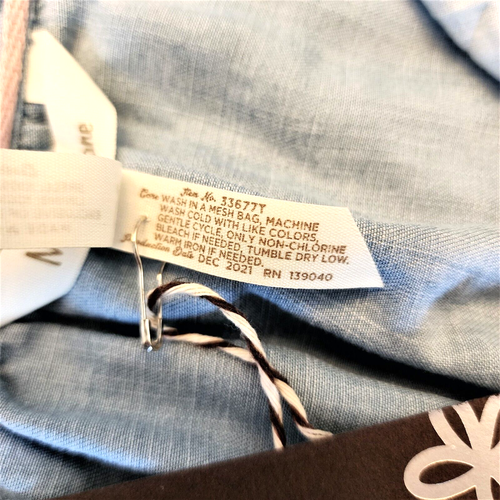 Item No. 33677Y
Care WASH IN A MESH BAG, MACHINE
WASH COLD WITH LIKE COLORS,
GENTLE CYCLE, ONLY NON-CHLORINE
BLEACH IF NEEDED. TUMBLE DRY LOW.
WARM IRON IF NEEDED.
Production Date DEC 2021 RN 139040